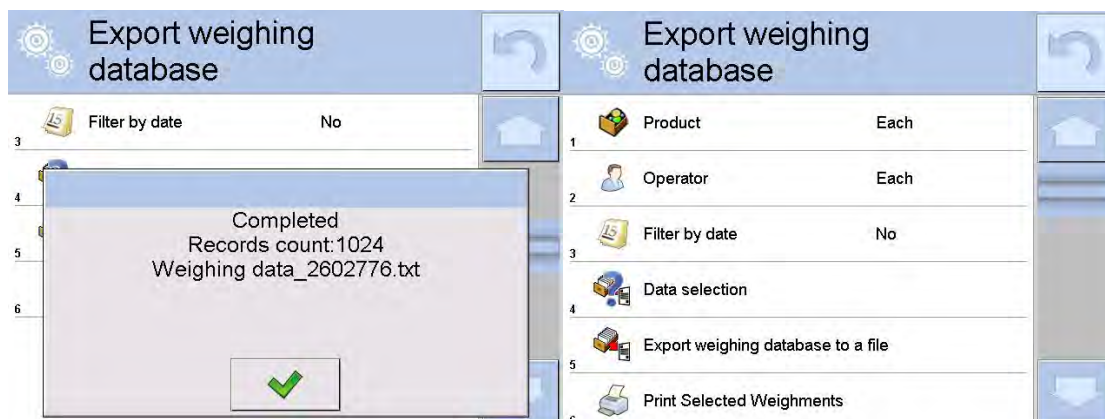 Export weighing
database
3 Filter by date No
4
5
6
Completed
Records count:1024
Weighing data_2602776.txt
Export weighing
database
1 Product Each
2 Operator Each
3 15 Filter by date No
4 Data selection
5 Export weighing database to a file
Print Selected Weighments